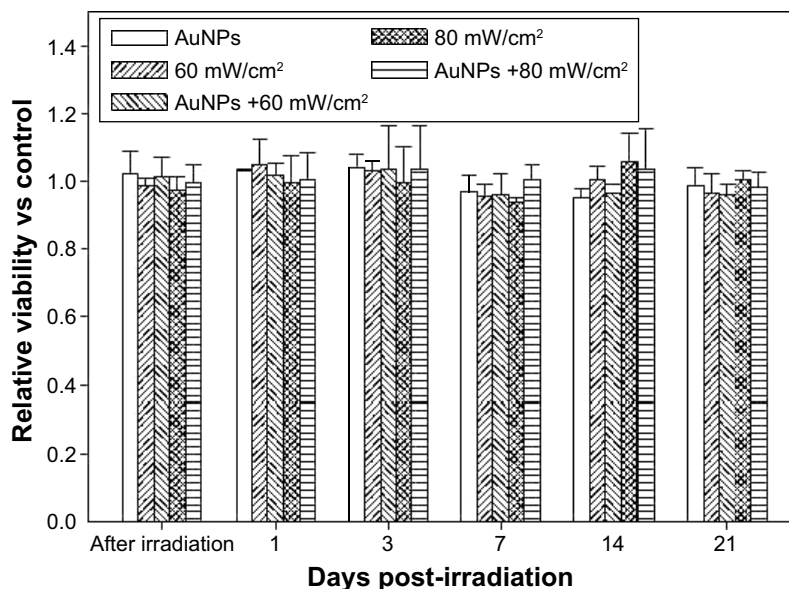 AuNPs
60 mW/cm²
AuNPs +60 mW/cm²
80 mW/cm²
AuNPs +80 mW/cm²
Relative viability vs control
1.4
1.2
1.0
0.8
0.6
0.4
0.2
0.0
After irradiation 1 3 7 14 21
Days post-irradiation